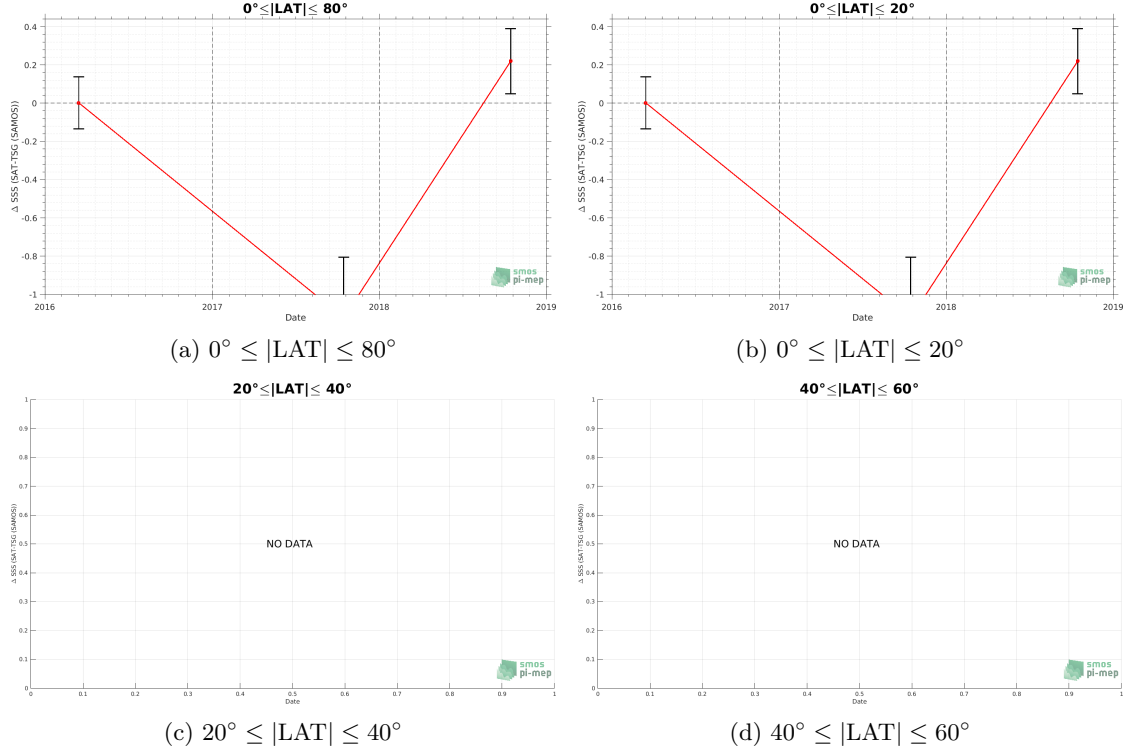 0°≤|LAT|≤ 80°
0.4
0.2
0
-0.2
-0.4
-0.6
-0.8
-1
Δ SSS (SAT-TSG (SAMOS))
2016
2017
2018
2019
Date
smos
pi-mep
(a) 0° ≤ |LAT| ≤ 80°
0°≤|LAT|≤ 20°
0.4
0.2
0
-0.2
-0.4
-0.6
-0.8
-1
Δ SSS (SAT-TSG (SAMOS))
2016
2017
2018
2019
Date
smos
pi-mep
(b) 0° ≤ |LAT| ≤ 20°
20°≤|LAT|≤ 40°
1
0.9
0.8
0.7
0.6
0.5
0.4
0.3
0.2
0.1
0
Δ SSS (SAT-TSG (SAMOS))
NO DATA
0 0.1 0.2 0.3 0.4 0.5 0.6 0.7 0.8 0.9 1
Date
smos
pi-mep
(c) 20° ≤ |LAT| ≤ 40°
40°≤|LAT|≤ 60°
1
0.9
0.8
0.7
0.6
0.5
0.4
0.3
0.2
0.1
0
Δ SSS (SAT-TSG (SAMOS))
NO DATA
0 0.1 0.2 0.3 0.4 0.5 0.6 0.7 0.8 0.9 1
Date
smos
pi-mep
(d) 40° ≤ |LAT| ≤ 60°